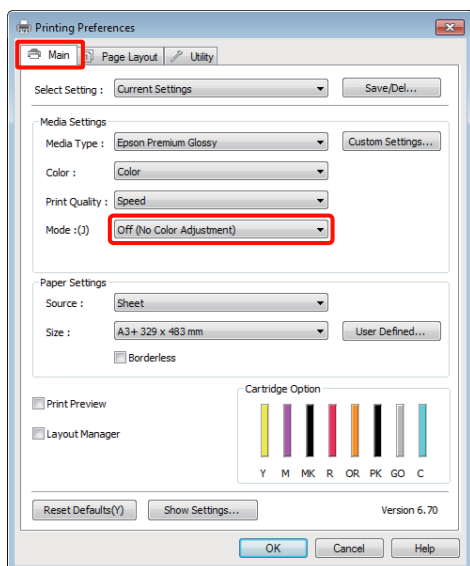 Printing Preferences
Main Page Layout Utility
Select Setting : Current Settings Save/Del...
Media Settings
Media Type : Epson Premium Glossy Custom Settings...
Color : Color
Print Quality : Speed
Mode :(J) Off (No Color Adjustment)
Paper Settings
Source : Sheet
Size : A3+ 329 x 483 mm User Defined...
Borderless
Cartridge Option
Print Preview
Layout Manager
Y M MK R OR PK GO C
Reset Defaults(Y) Show Settings... Version 6.70
OK Cancel Help